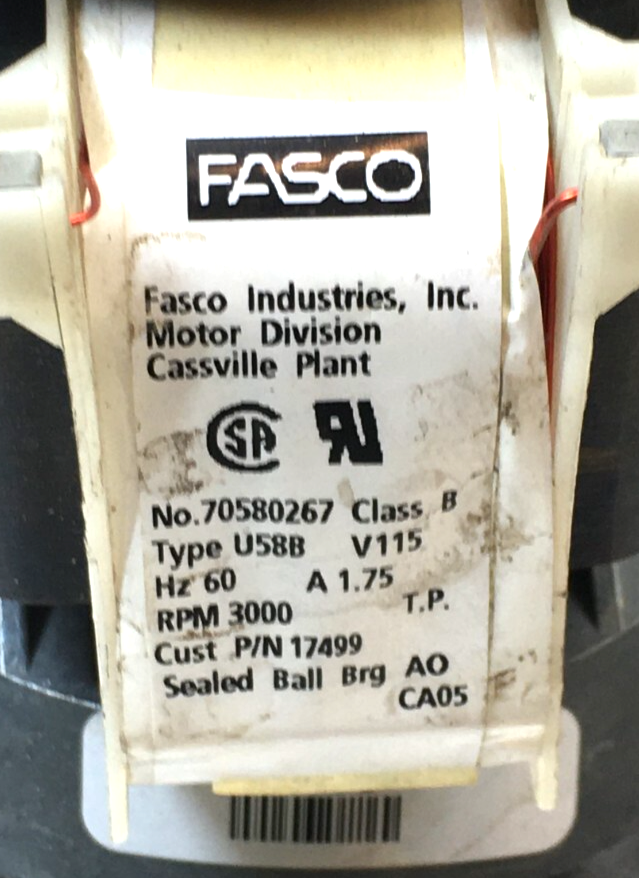 FASCO
Fasco Industries, Inc.
Motor Division
Cassville Plant
No.70580267 Class B
Type U58B V115
Hz 60 A 1.75
RPM 3000 T.P.
Cust P/N 17499
Sealed Ball Brg AO
CA05